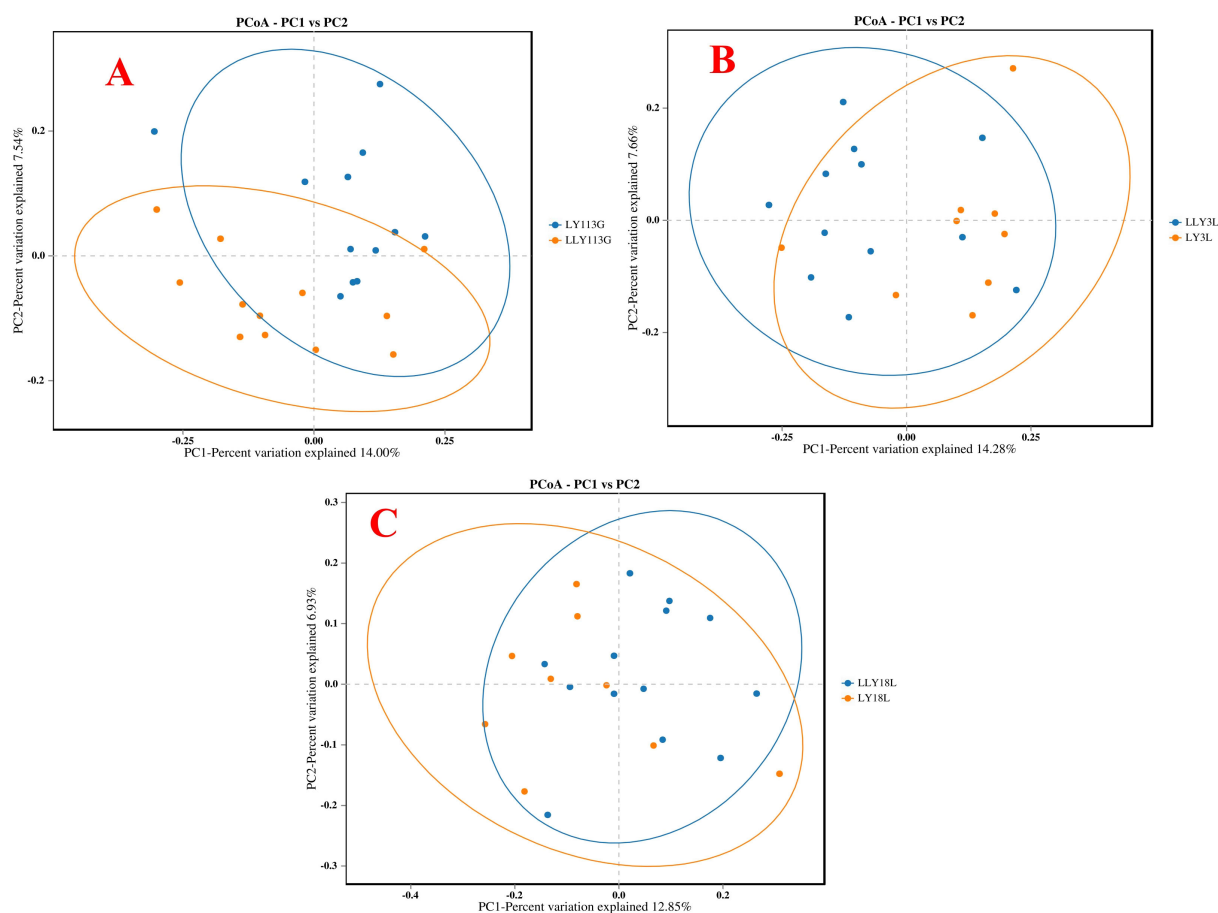 PCoA - PC1 vs PC2
A
0.2
0.0
-0.2
PC2-Percent variation explained 7.54%
-0.25
0.00
0.25
PC1-Percent variation explained 14.00%
LY113G
LLY113G
PCoA - PC1 vs PC2
B
0.2
0.0
-0.2
PC2-Percent variation explained 7.66%
-0.25
0.00
0.25
PC1-Percent variation explained 14.28%
LLY3L
LY3L
PCoA - PC1 vs PC2
C
0.3
0.2
0.1
0.0
-0.1
-0.2
-0.3
PC2-Percent variation explained 6.93%
-0.4
-0.2
0.0
0.2
PC1-Percent variation explained 12.85%
LLY18L
LY18L